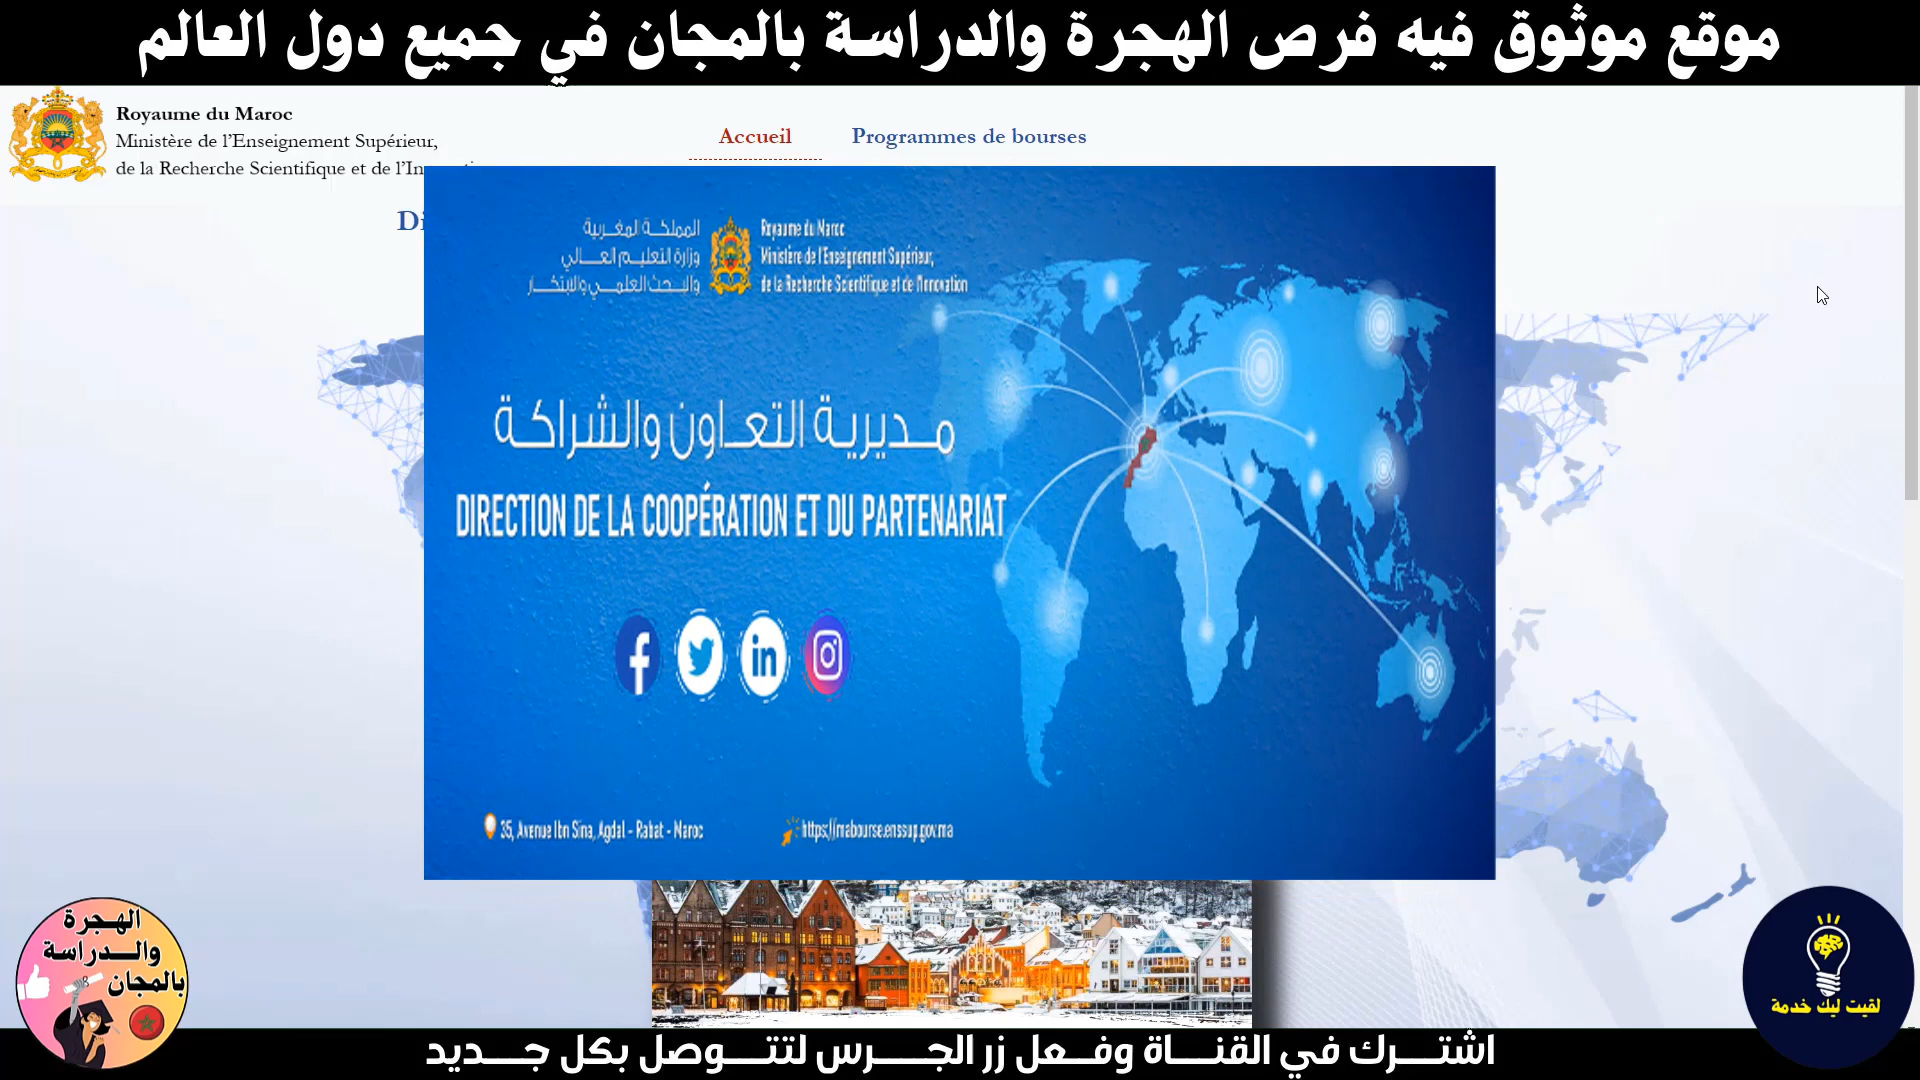 موقع موثوق فيه فرص الهجرة والدراسة بالمجان في جميع دول العالم
Royaume du Maroc
Ministère de l'Enseignement Supérieur,
de la Recherche Scientifique et de l'In
Accueil
Programmes de bourses
Di
المملكة المغربية
وزارة التعليم العالي
والبحث العلمي والابتكار
Royaume du Maroc
Ministère de l'Enseignement Supérieur,
de la Recherche Scientifique et de l'Innovation
مديرية التعاون والشراكة
DIRECTION DE LA COOPÉRATION ET DU PARTENARIAT
in
35, Avenue Ibn Sina, Agdal - Rabat - Maroc
https://mabourse.enssup.gov.ma
الهجرة
والدراسة
بالمجان
لقيت ليك خدمة
اشترك في القناة وفعل زر الجرس لتتوصل بكل جديد